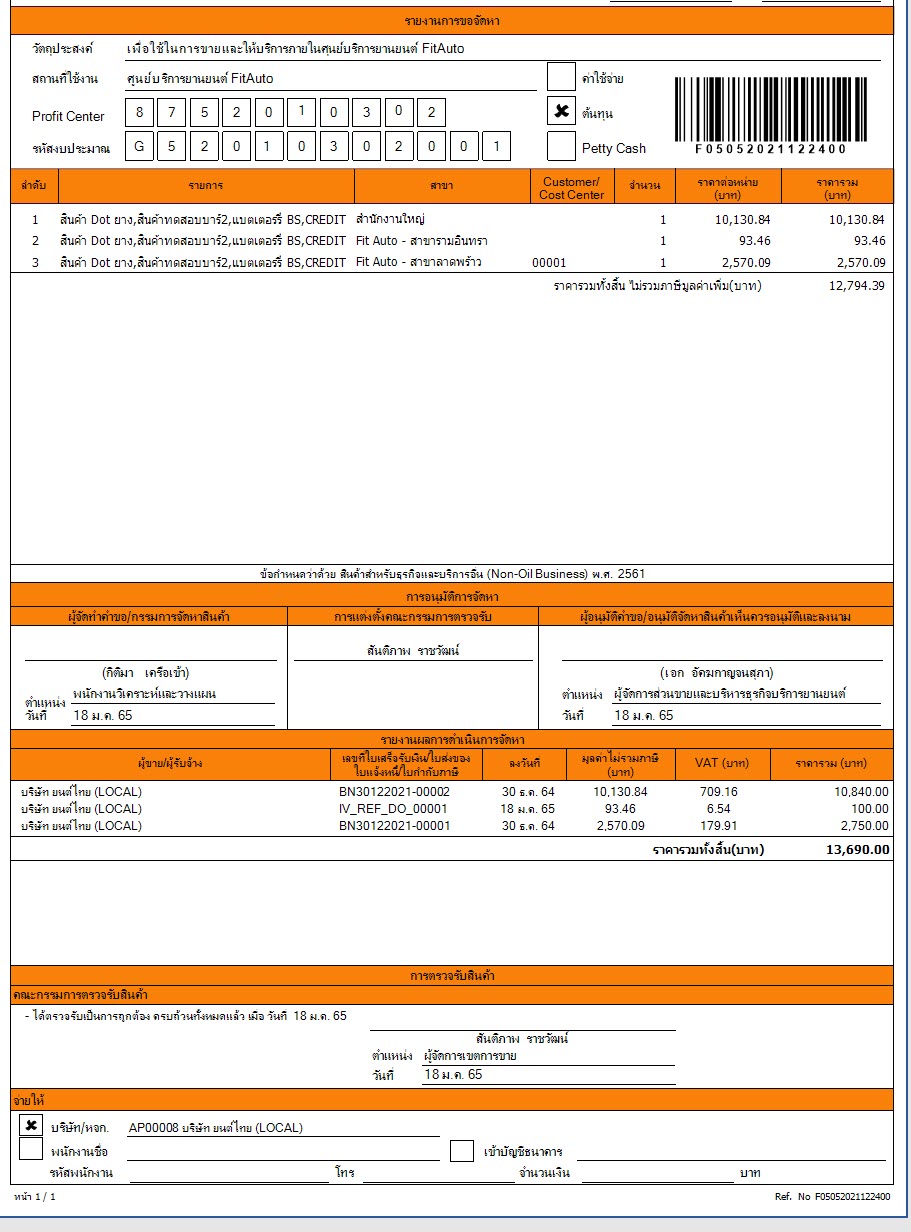 รายงานการขอจัดหา
วัตถุประสงค์ เพื่อใช้ในการขายและให้บริการภายในศูนย์บริการยานยนต์ FitAuto
สถานที่ใช้งาน ศูนย์บริการยานยนต์ FitAuto ค่าใช้จ่าย
Profit Center 8 7 5 2 0 1 0 3 0 2 ต้นทุน
รหัสงบประมาณ G 5 2 0 1 0 3 0 2 0 0 1 Petty Cash
F05052021122400
ลำดับ รายการ สาขา Customer/ Cost Center จำนวน ราคาต่อหน่วย (บาท) ราคารวม (บาท)
1 สินค้า Dot ยาง,สินค้าทดสอบบาร์2,แบตเตอรรี่ BS,CREDIT สำนักงานใหญ่ 1 10,130.84 10,130.84
2 สินค้า Dot ยาง,สินค้าทดสอบบาร์2,แบตเตอรรี่ BS,CREDIT Fit Auto - สาขารามอินทรา 1 93.46 93.46
3 สินค้า Dot ยาง,สินค้าทดสอบบาร์2,แบตเตอรรี่ BS,CREDIT Fit Auto - สาขาลาดพร้าว 00001 1 2,570.09 2,570.09
ราคารวมทั้งสิ้น ไม่รวมภาษีมูลค่าเพิ่ม(บาท) 12,794.39
ข้อกำหนดว่าด้วย สินค้าสำหรับธุรกิจและบริการอื่น (Non-Oil Business) พ.ศ. 2561
การอนุมัติการจัดหา
ผู้จัดทำคำขอ/กรรมการจัดหาสินค้า การแต่งตั้งคณะกรรมการตรวจรับ ผู้อนุมัติคำขอ/อนุมัติจัดหาสินค้าเห็นควรอนุมัติและลงนาม
สันติภาพ ราชวัฒน์
(กิติมา เครือเช้า) (เอก อัคฆกาญจนสุภา)
ตำแหน่ง พนักงานวิเคราะห์และวางแผน ตำแหน่ง ผู้จัดการส่วนขายและบริหารธุรกิจบริการยานยนต์
วันที่ 18 ม.ค. 65 วันที่ 18 ม.ค. 65
รายงานผลการดำเนินการจัดหา
ผู้ขาย/ผู้รับจ้าง เลขที่ใบเสร็จรับเงิน/ใบส่งของ ใบแจ้งหนี้/ใบกำกับภาษี ลงวันที่ มูลค่าไม่รวมภาษี (บาท) VAT (บาท) ราคารวม (บาท)
บริษัท ยนต์ไทย (LOCAL) BN30122021-00002 30 ธ.ค. 64 10,130.84 709.16 10,840.00
บริษัท ยนต์ไทย (LOCAL) IV_REF_DO_00001 18 ม.ค. 65 93.46 6.54 100.00
บริษัท ยนต์ไทย (LOCAL) BN30122021-00001 30 ธ.ค. 64 2,570.09 179.91 2,750.00
ราคารวมทั้งสิ้น(บาท) 13,690.00
การตรวจรับสินค้า
คณะกรรมการตรวจรับสินค้า
- ได้ตรวจรับเป็นการถูกต้อง ครบถ้วนทั้งหมดแล้ว เมื่อ วันที่ 18 ม.ค. 65
สันติภาพ ราชวัฒน์
ตำแหน่ง ผู้จัดการเขตการขาย
วันที่ 18 ม.ค. 65
จ่ายให้
บริษัท/หจก. AP00008 บริษัท ยนต์ไทย (LOCAL)
พนักงานชื่อ เข้าบัญชีธนาคาร
รหัสพนักงาน โทร จำนวนเงิน บาท
หน้า 1 / 1 Ref. No F05052021122400